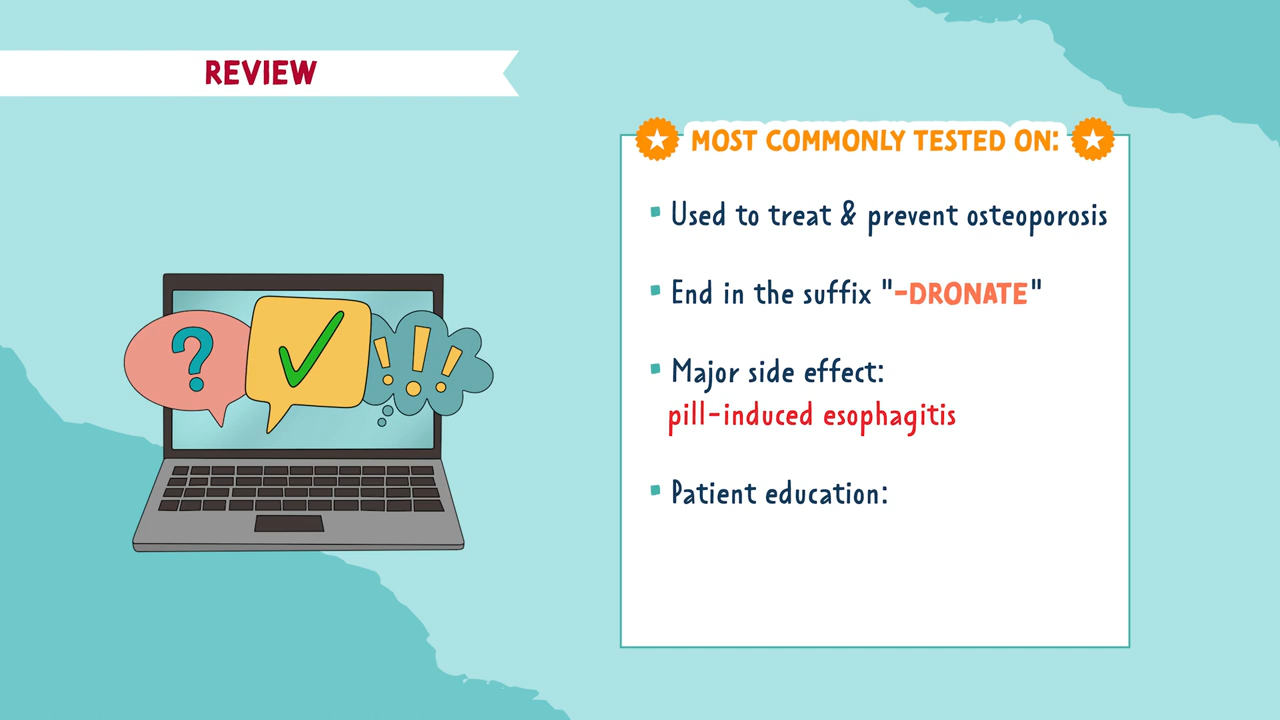 REVIEW
MOST COMMONLY TESTED ON:
Used to treat & prevent osteoporosis
End in the suffix "-DRONATE"
Major side effect:
pill-induced esophagitis
Patient education: